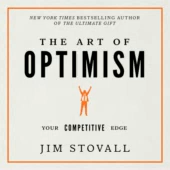 NEW YORK TIMES BESTSELLING AUTHOR
OF THE ULTIMATE GIFT
THE ART OF
OPTIMISM
YOUR COMPETITIVE EDGE
JIM STOVALL